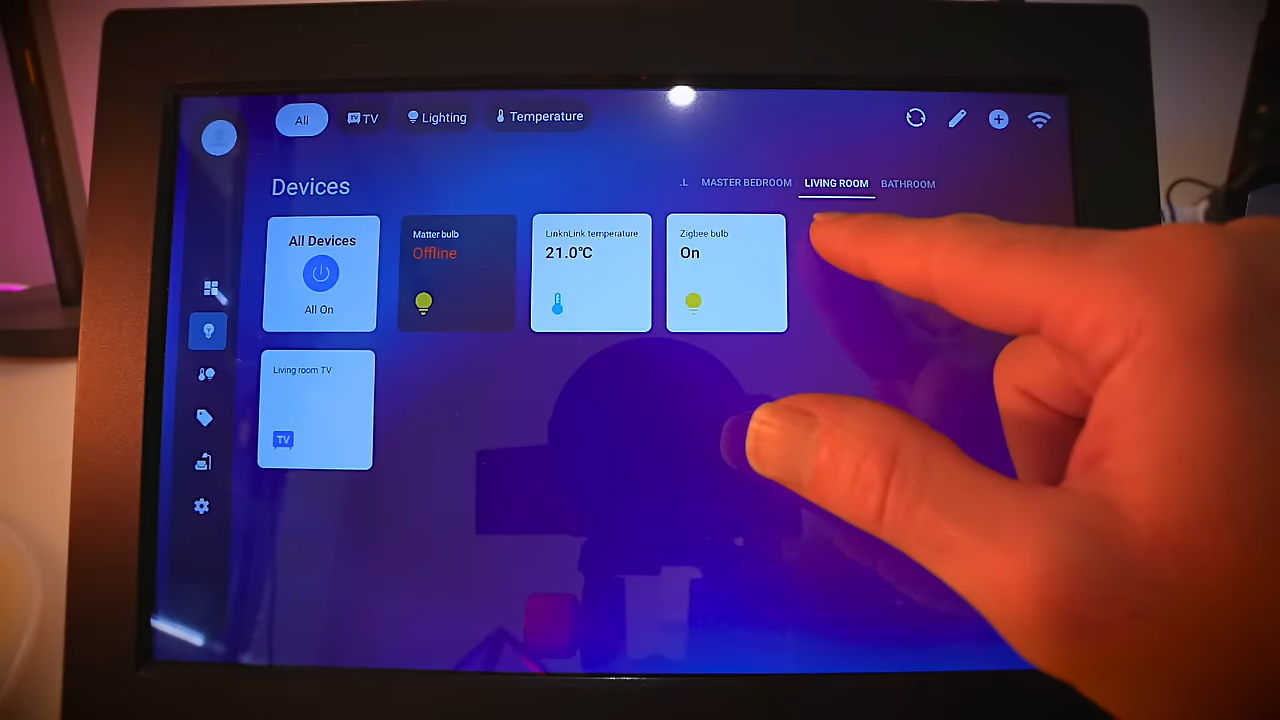 All
TV
Lighting
Temperature
Devices
.L
MASTER BEDROOM
LIVING ROOM
BATHROOM
All Devices
All On
Matter bulb
Offline
LinknLink temperature
21.0℃
Zigbee bulb
On
Living room TV
TV